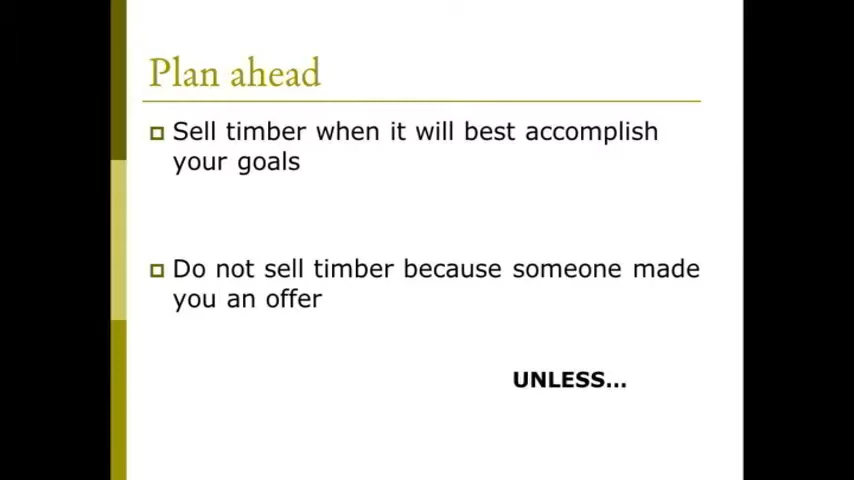 Plan ahead
Sell timber when it will best accomplish
your goals
Do not sell timber because someone made
you an offer
UNLESS...